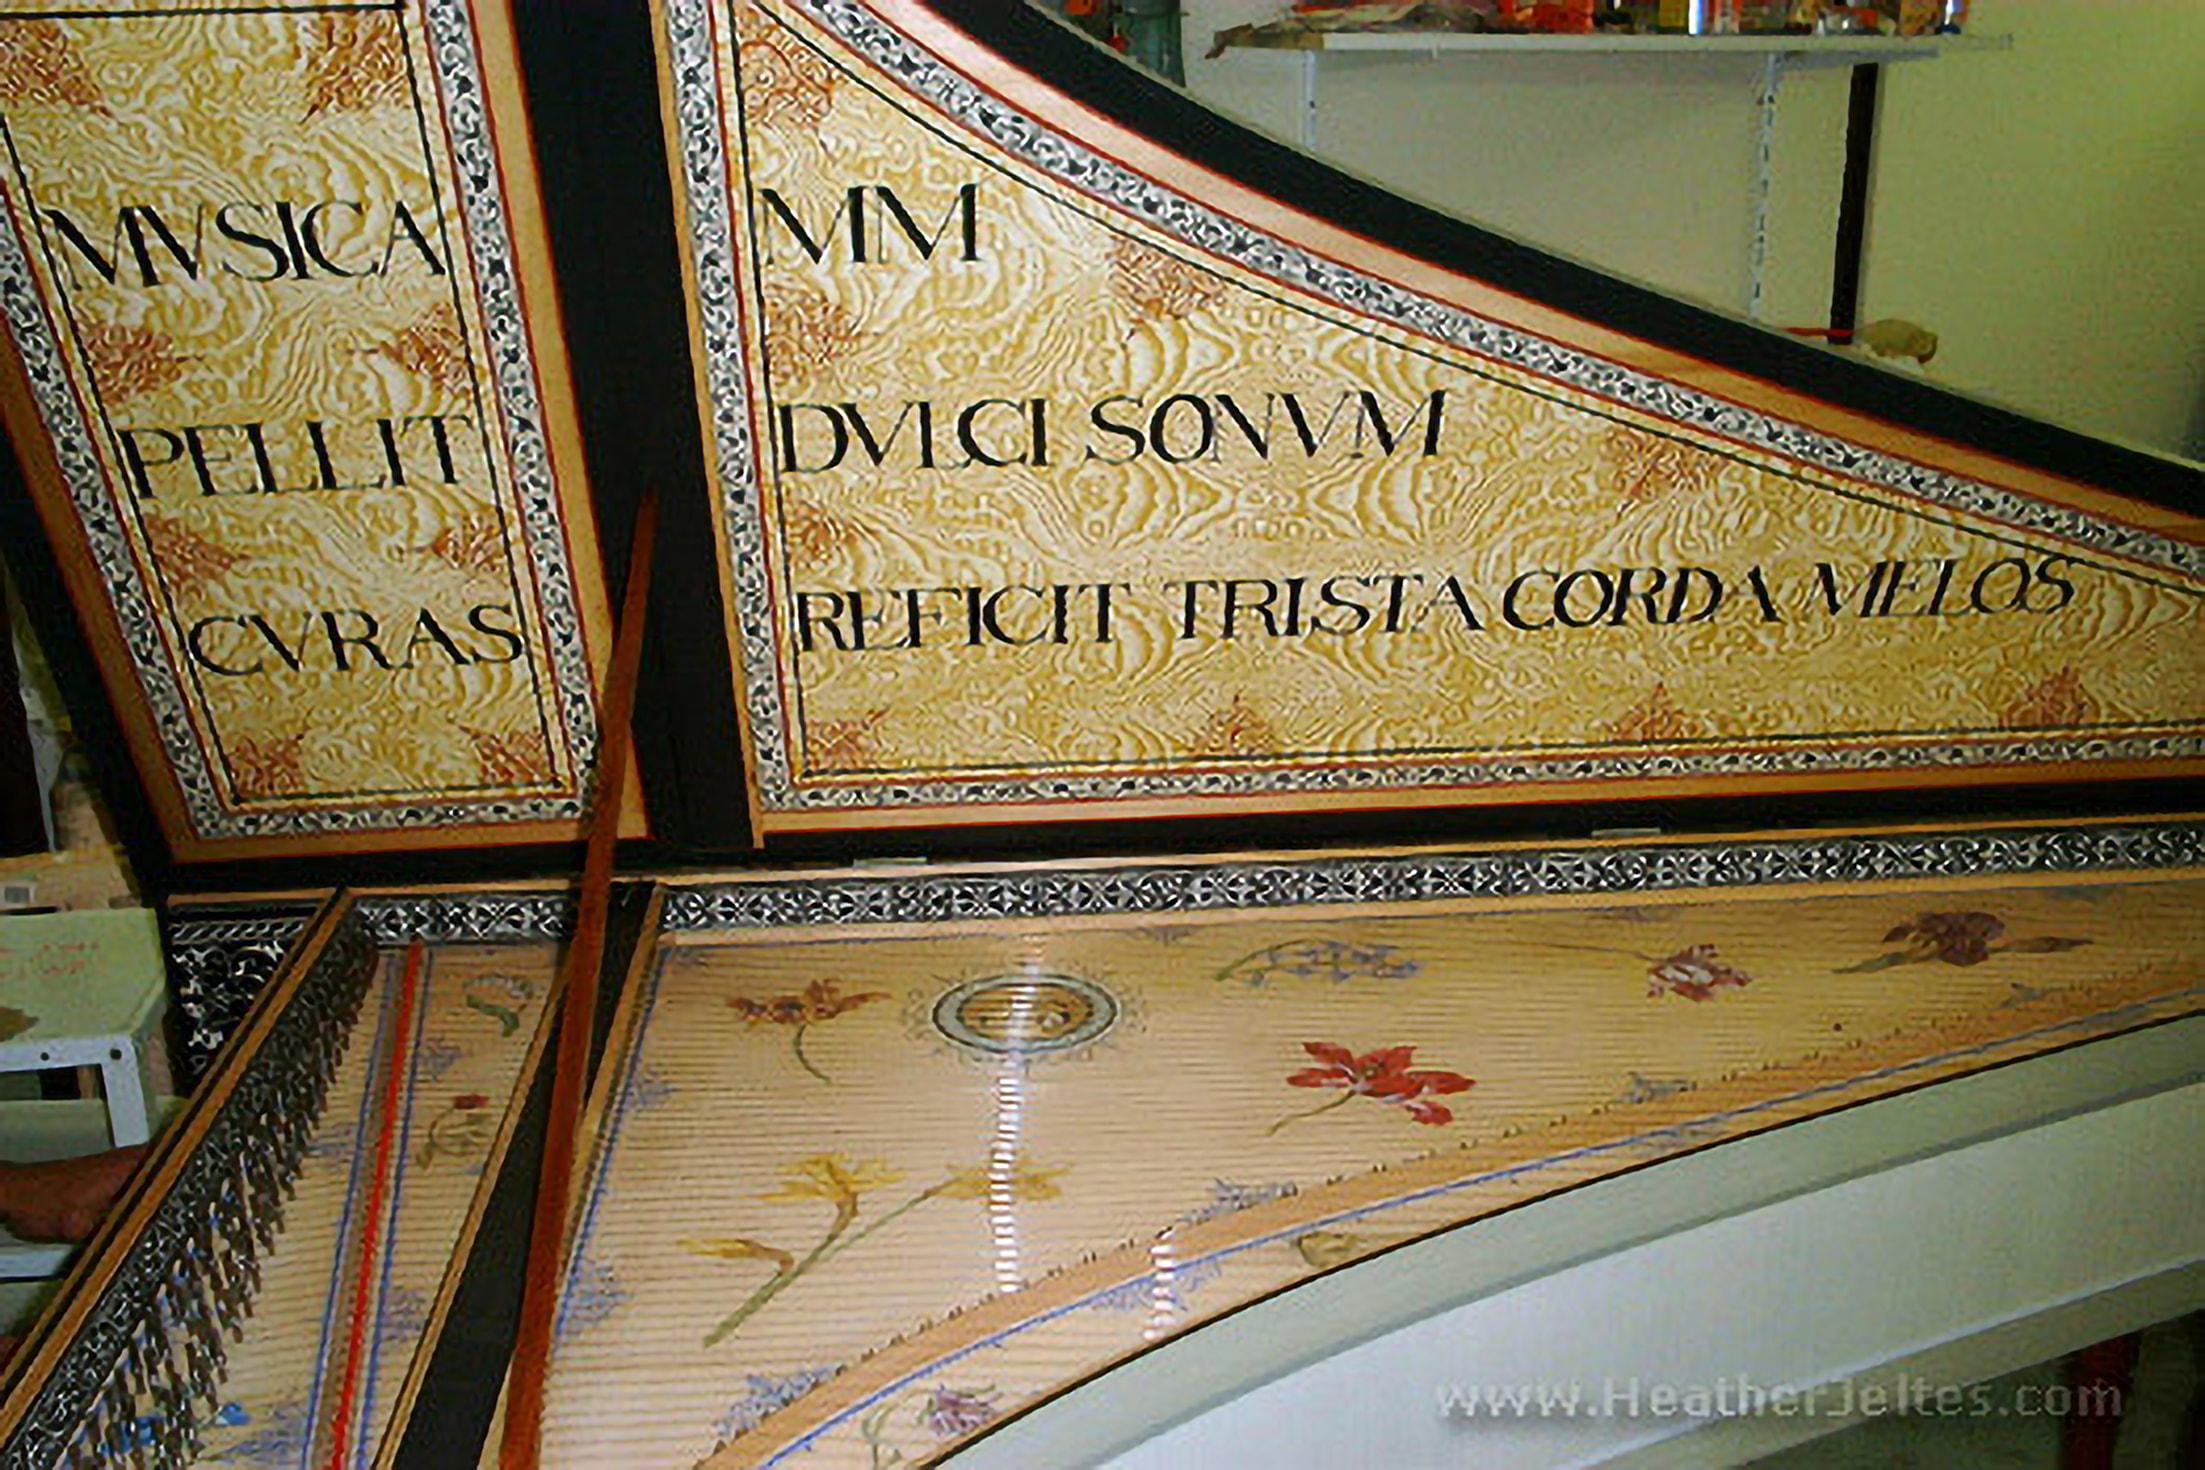 MVSICA
PELLIT
CVRAS
MM
DVLCI SONVM
REFICIT TRISTA CORDA MELOS
www.HeatherJeltes.com